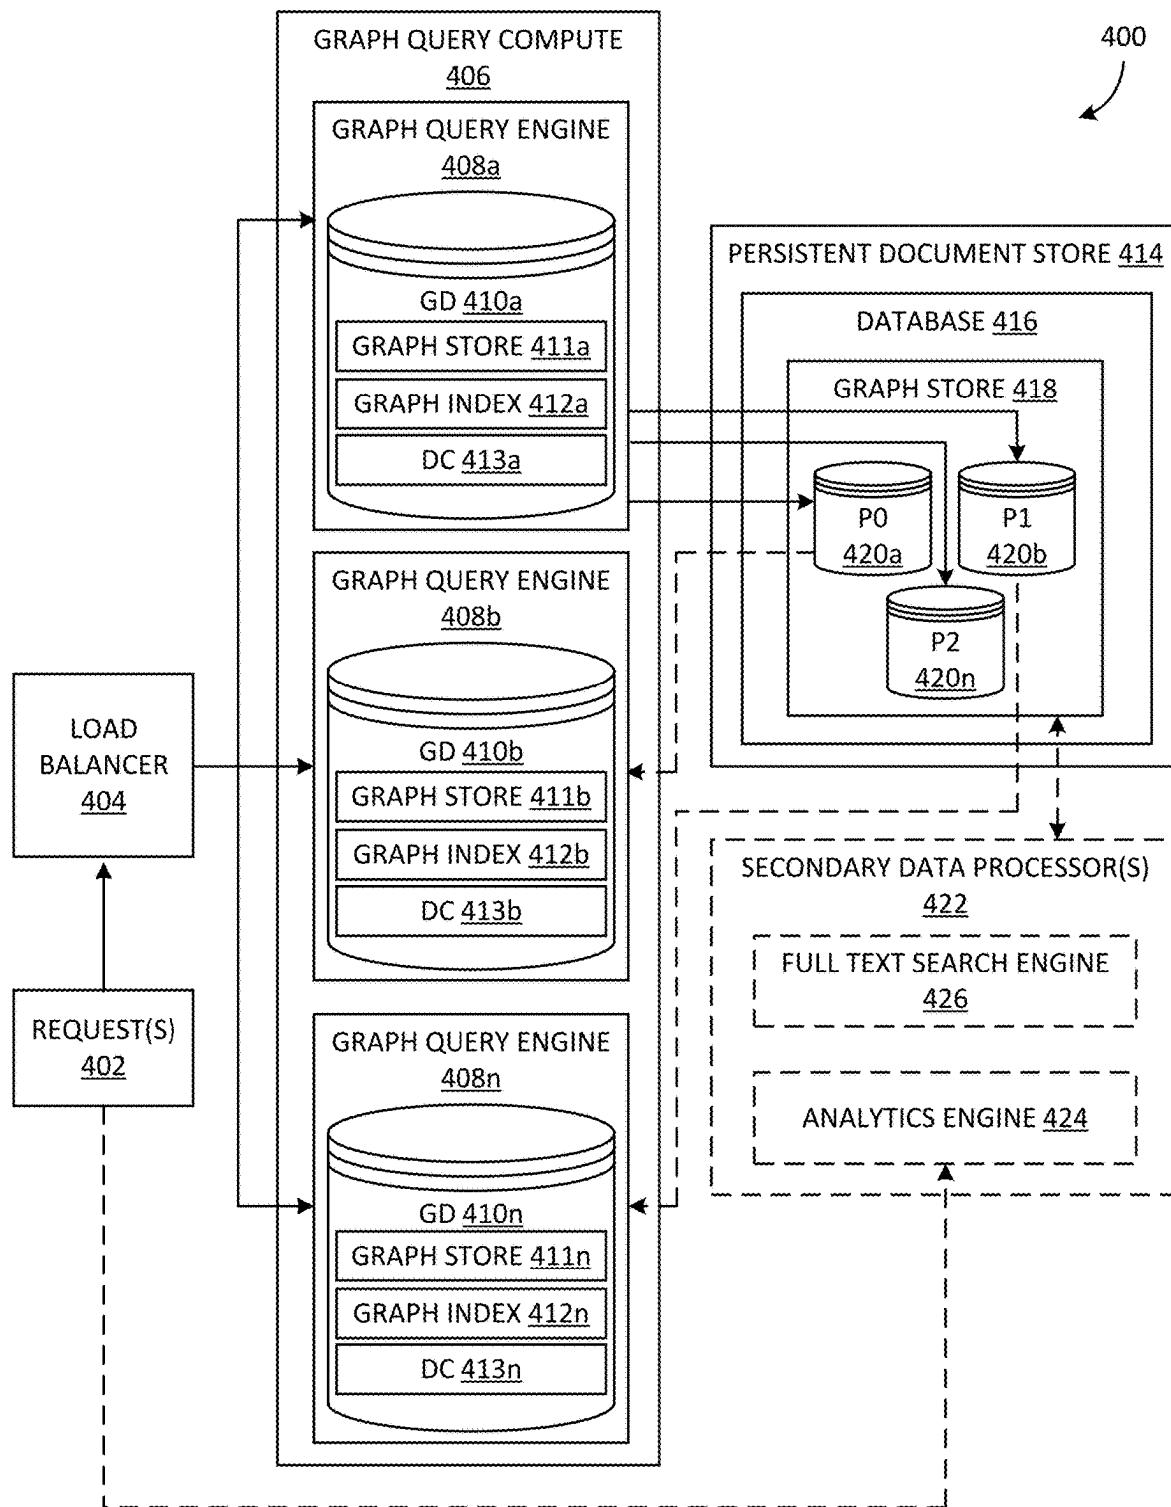 400
GRAPH QUERY COMPUTE
406
GRAPH QUERY ENGINE
408a
GD 410a
GRAPH STORE 411a
GRAPH INDEX 412a
DC 413a
GRAPH QUERY ENGINE
408b
GD 410b
GRAPH STORE 411b
GRAPH INDEX 412b
DC 413b
GRAPH QUERY ENGINE
408n
GD 410n
GRAPH STORE 411n
GRAPH INDEX 412n
DC 413n
LOAD
BALANCER
404
REQUEST(S)
402
PERSISTENT DOCUMENT STORE 414
DATABASE 416
GRAPH STORE 418
P0
420a
P1
420b
P2
420n
SECONDARY DATA PROCESSOR(S)
422
FULL TEXT SEARCH ENGINE
426
ANALYTICS ENGINE 424